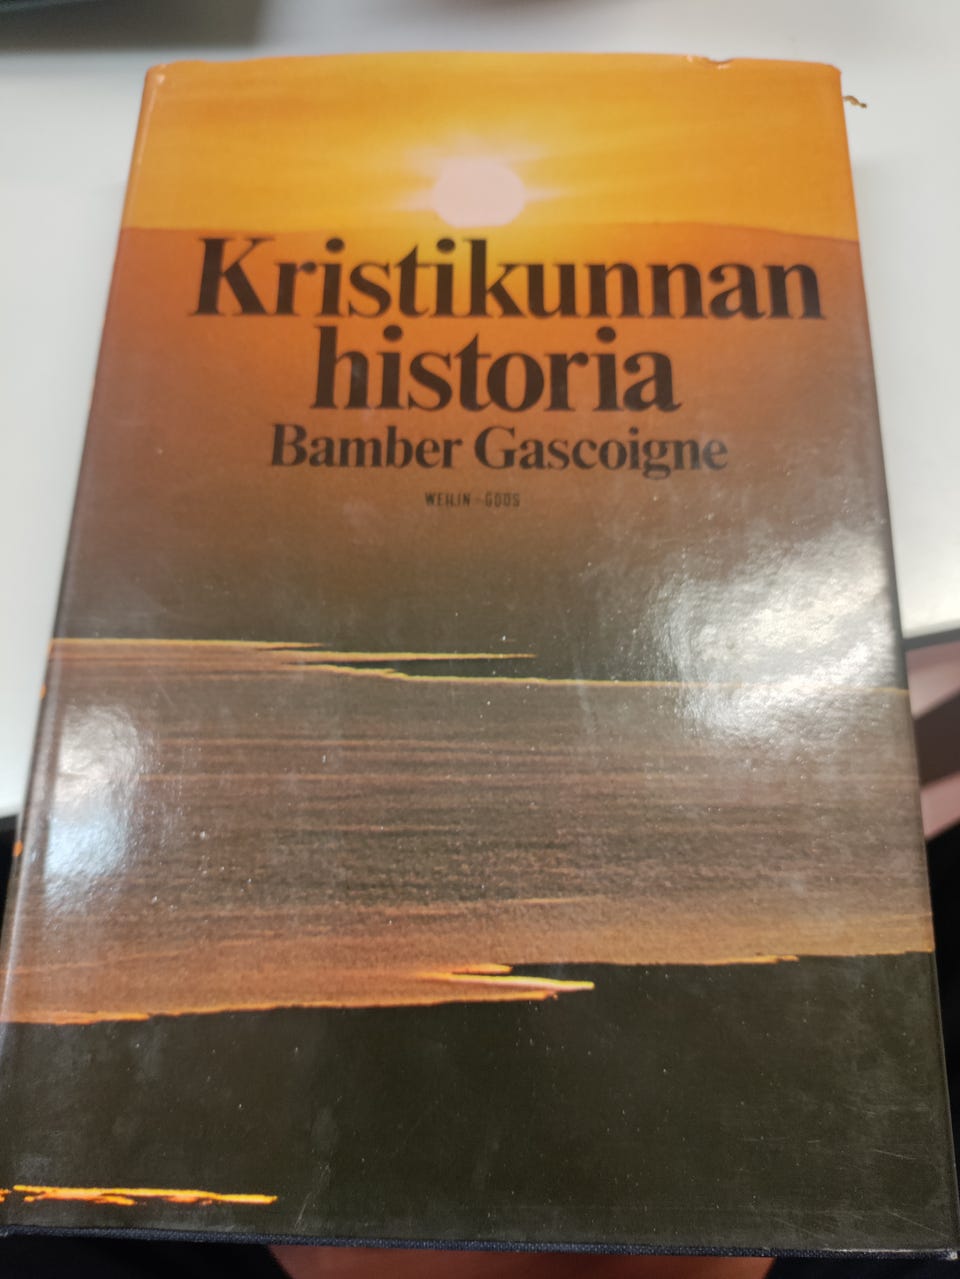 Kristikunnan
historia
Bamber Gascoigne
WEILIN+GÖÖS